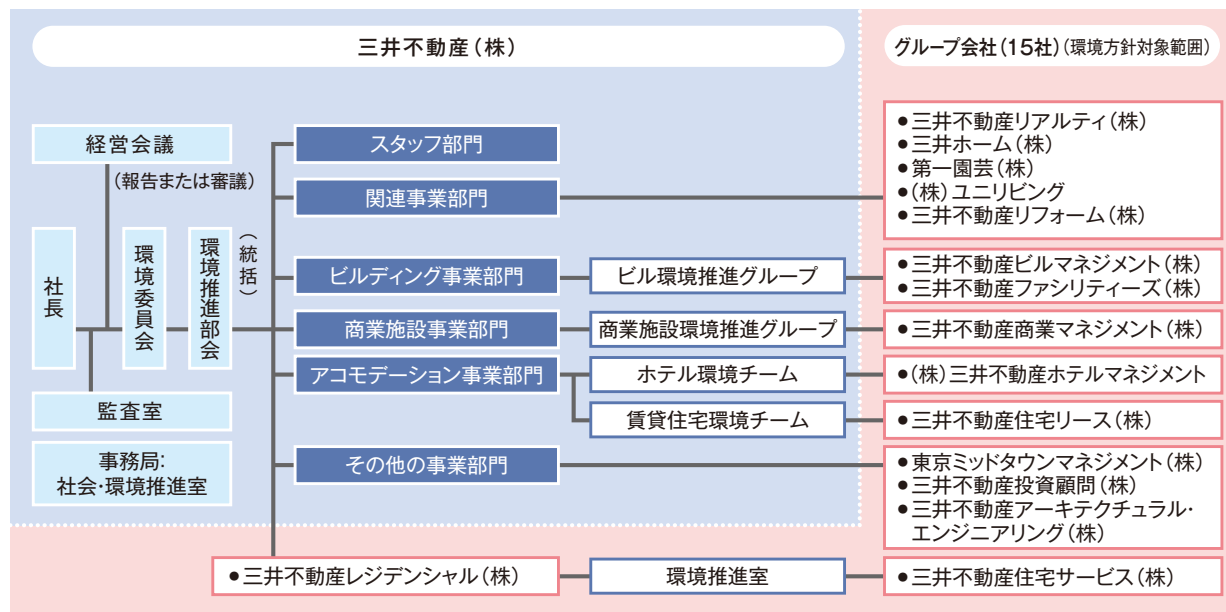 三井不動産(株)
グループ会社(15社)(環境方針対象範囲)
経営会議
(報告または審議)
社長
環境委員会
環境推進部会
(統括)
監査室
事務局:
社会・環境推進室
スタッフ部門
関連事業部門
●三井不動産リアルティ(株)
●三井ホーム(株)
●第一園芸(株)
●(株)ユニリビング
●三井不動産リフォーム(株)
ビルディング事業部門
ビル環境推進グループ
●三井不動産ビルマネジメント(株)
●三井不動産ファシリティーズ(株)
商業施設事業部門
商業施設環境推進グループ
●三井不動産商業マネジメント(株)
アコモデーション事業部門
ホテル環境チーム
●(株)三井不動産ホテルマネジメント
賃貸住宅環境チーム
●三井不動産住宅リース(株)
その他の事業部門
●東京ミッドタウンマネジメント(株)
●三井不動産投資顧問(株)
●三井不動産アーキテクチュラル・
エンジニアリング(株)
●三井不動産レジデンシャル(株)
環境推進室
●三井不動産住宅サービス(株)